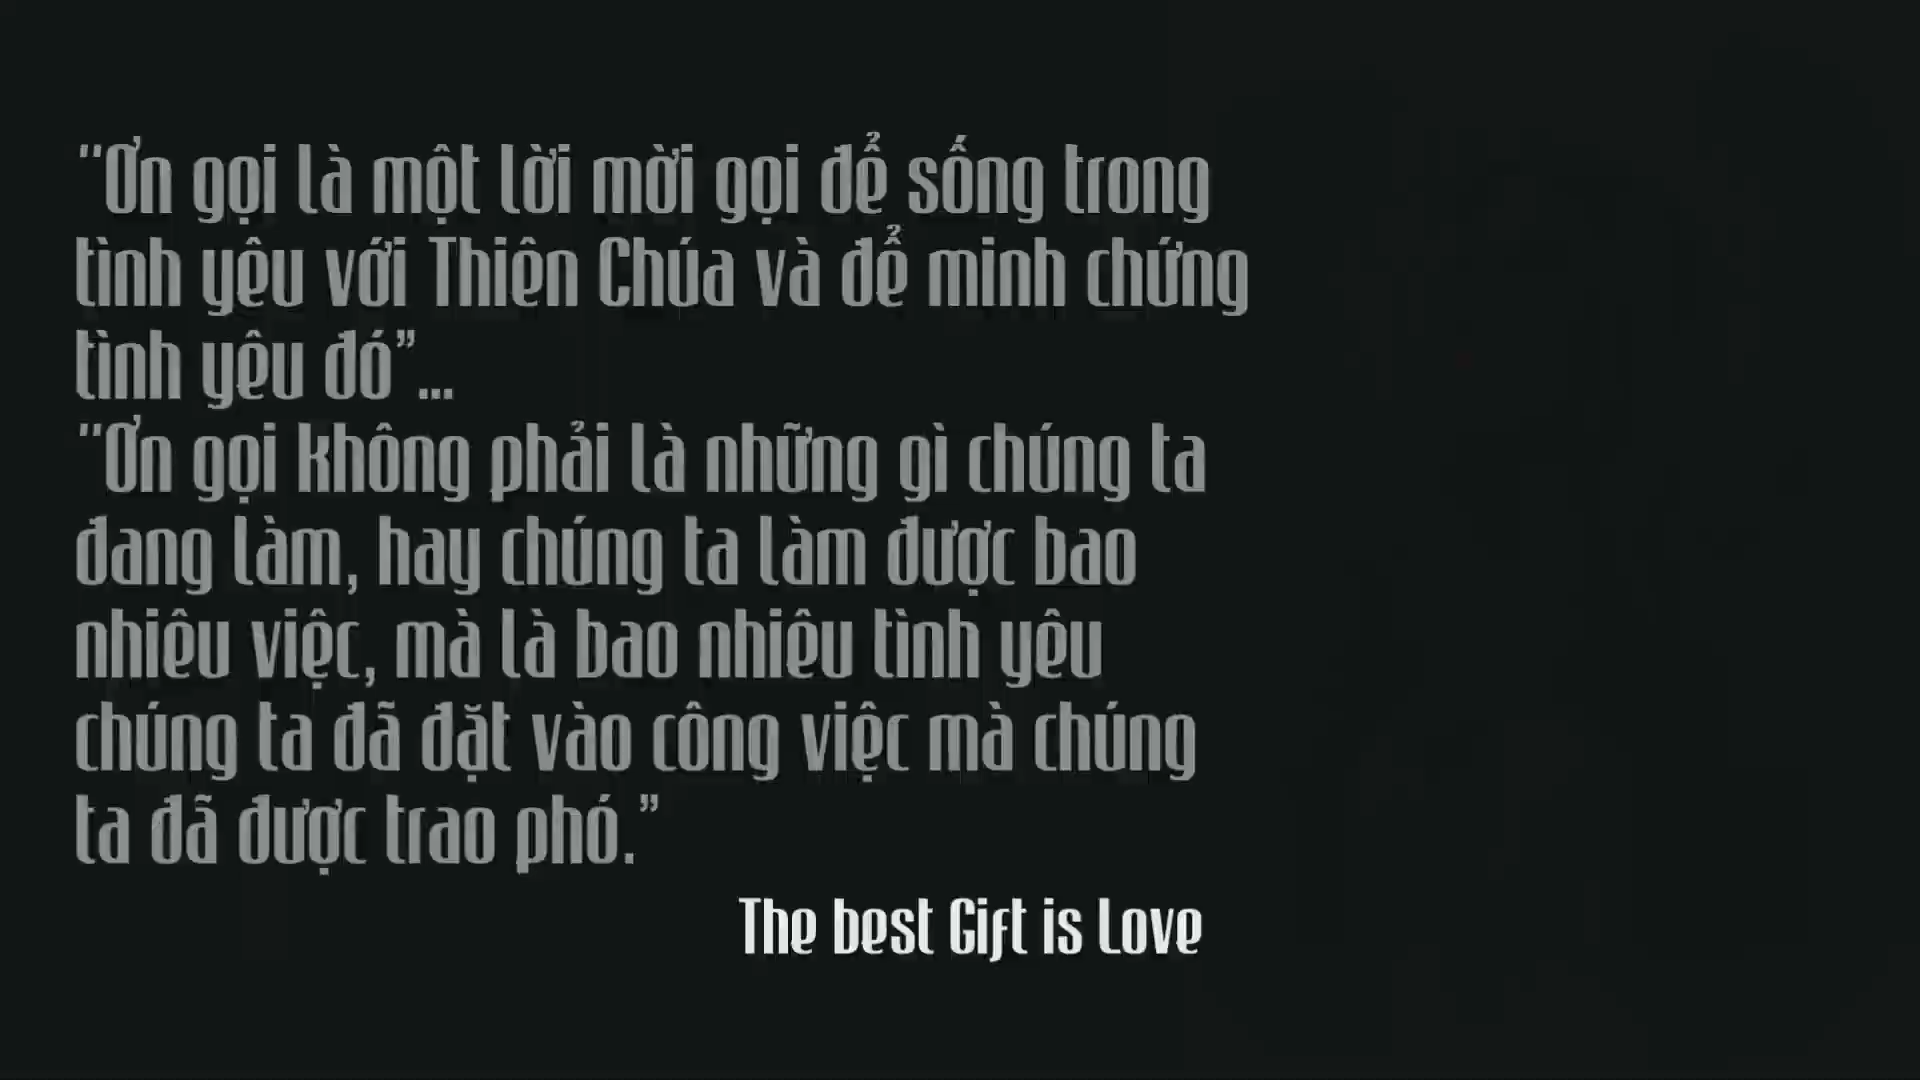 "Ơn gọi là một lời mời gọi để sống trong
tình yêu với Thiên Chúa và để minh chứng
tình yêu đó”...
"Ơn gọi không phải là những gì chúng ta
đang làm, hay chúng ta làm được bao
nhiêu việc, mà là bao nhiêu tình yêu
chúng ta đã đặt vào công việc mà chúng
ta đã được trao phó.”
The best Gift is Love